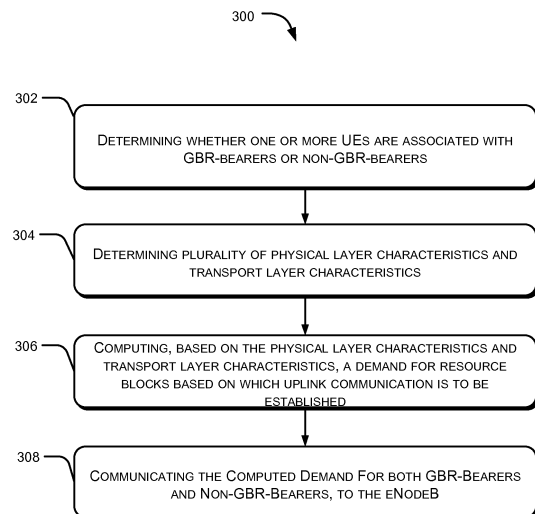 300
302
DETERMINING WHETHER ONE OR MORE UES ARE ASSOCIATED WITH
GBR-BEARERS OR NON-GBR-BEARERS
304
DETERMINING PLURALITY OF PHYSICAL LAYER CHARACTERISTICS AND
TRANSPORT LAYER CHARACTERISTICS
306
COMPUTING, BASED ON THE PHYSICAL LAYER CHARACTERISTICS AND
TRANSPORT LAYER CHARACTERISTICS, A DEMAND FOR RESOURCE
BLOCKS BASED ON WHICH UPLINK COMMUNICATION IS TO BE
ESTABLISHED
308
COMMUNICATING THE COMPUTED DEMAND FOR BOTH GBR-BEARERS
AND NON-GBR-BEARERS, TO THE ENODEB